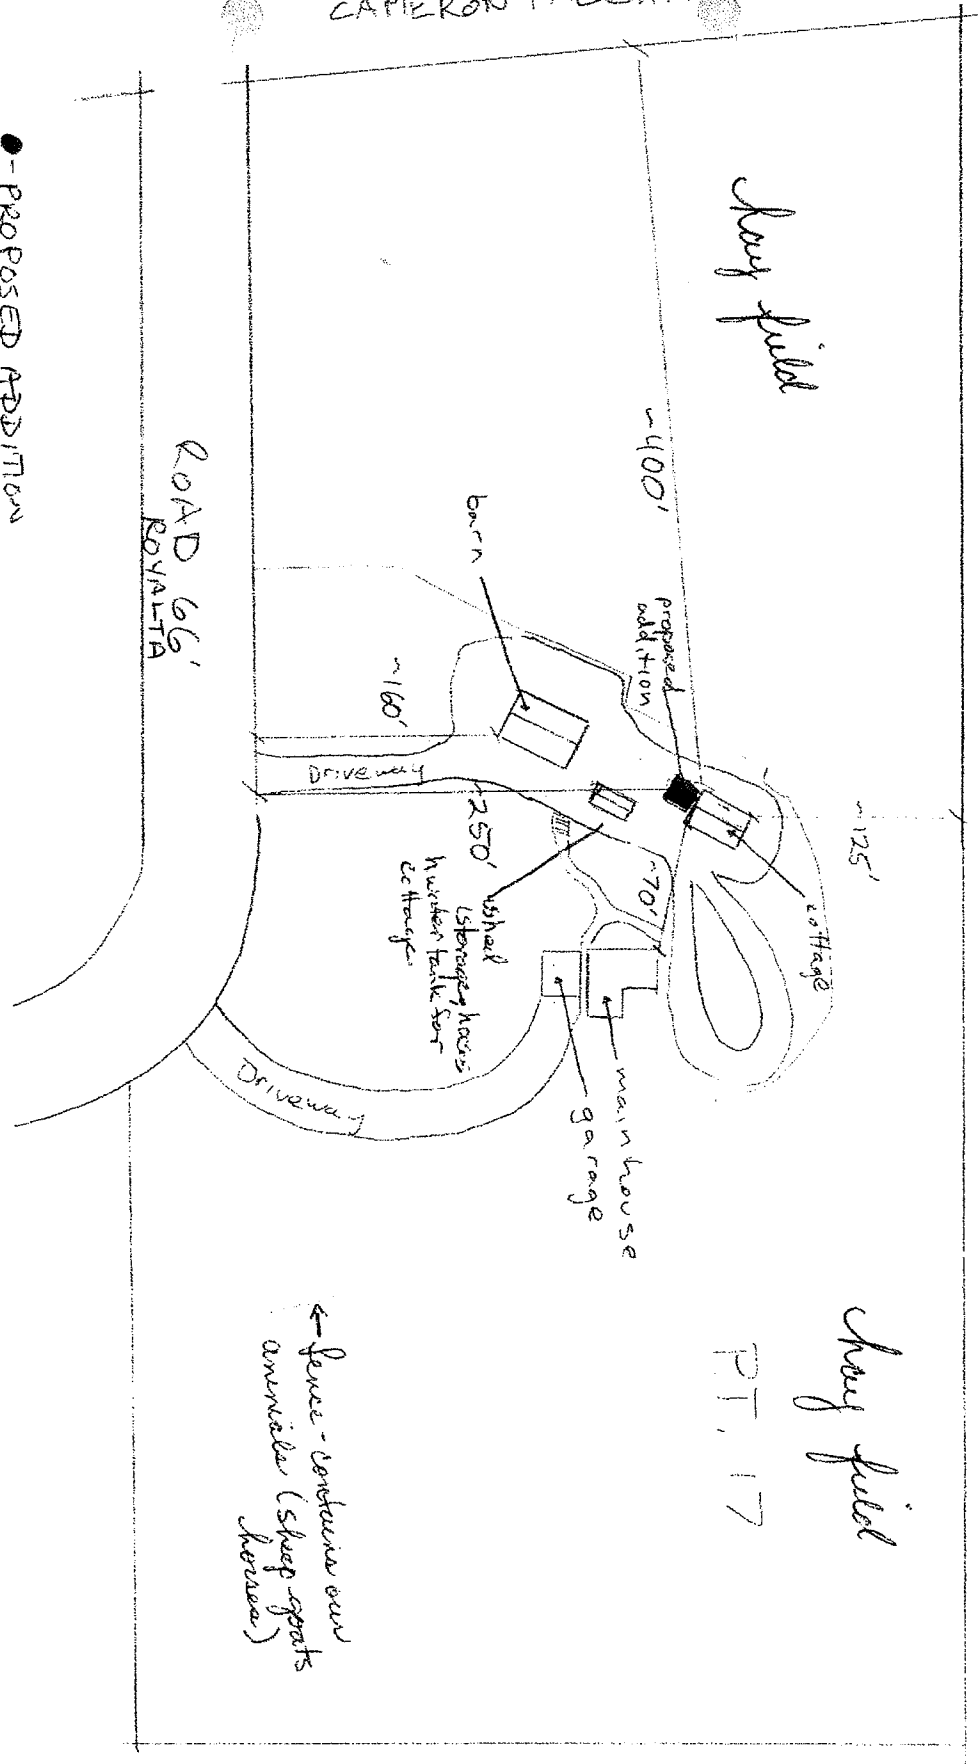 CAMERON
hay field
~400'
barn
proposed
addition
● - PROPOSED ADDITION
ROAD 66'
ROYALTA
~160'
Driveway
~250'
~125'
cottage
~70'
shed
(storage, houses
water tank for
cottage
main house
garage
Driveway
hay field
PT. 17
← fence - contains our
animals (sheep goats
horses)